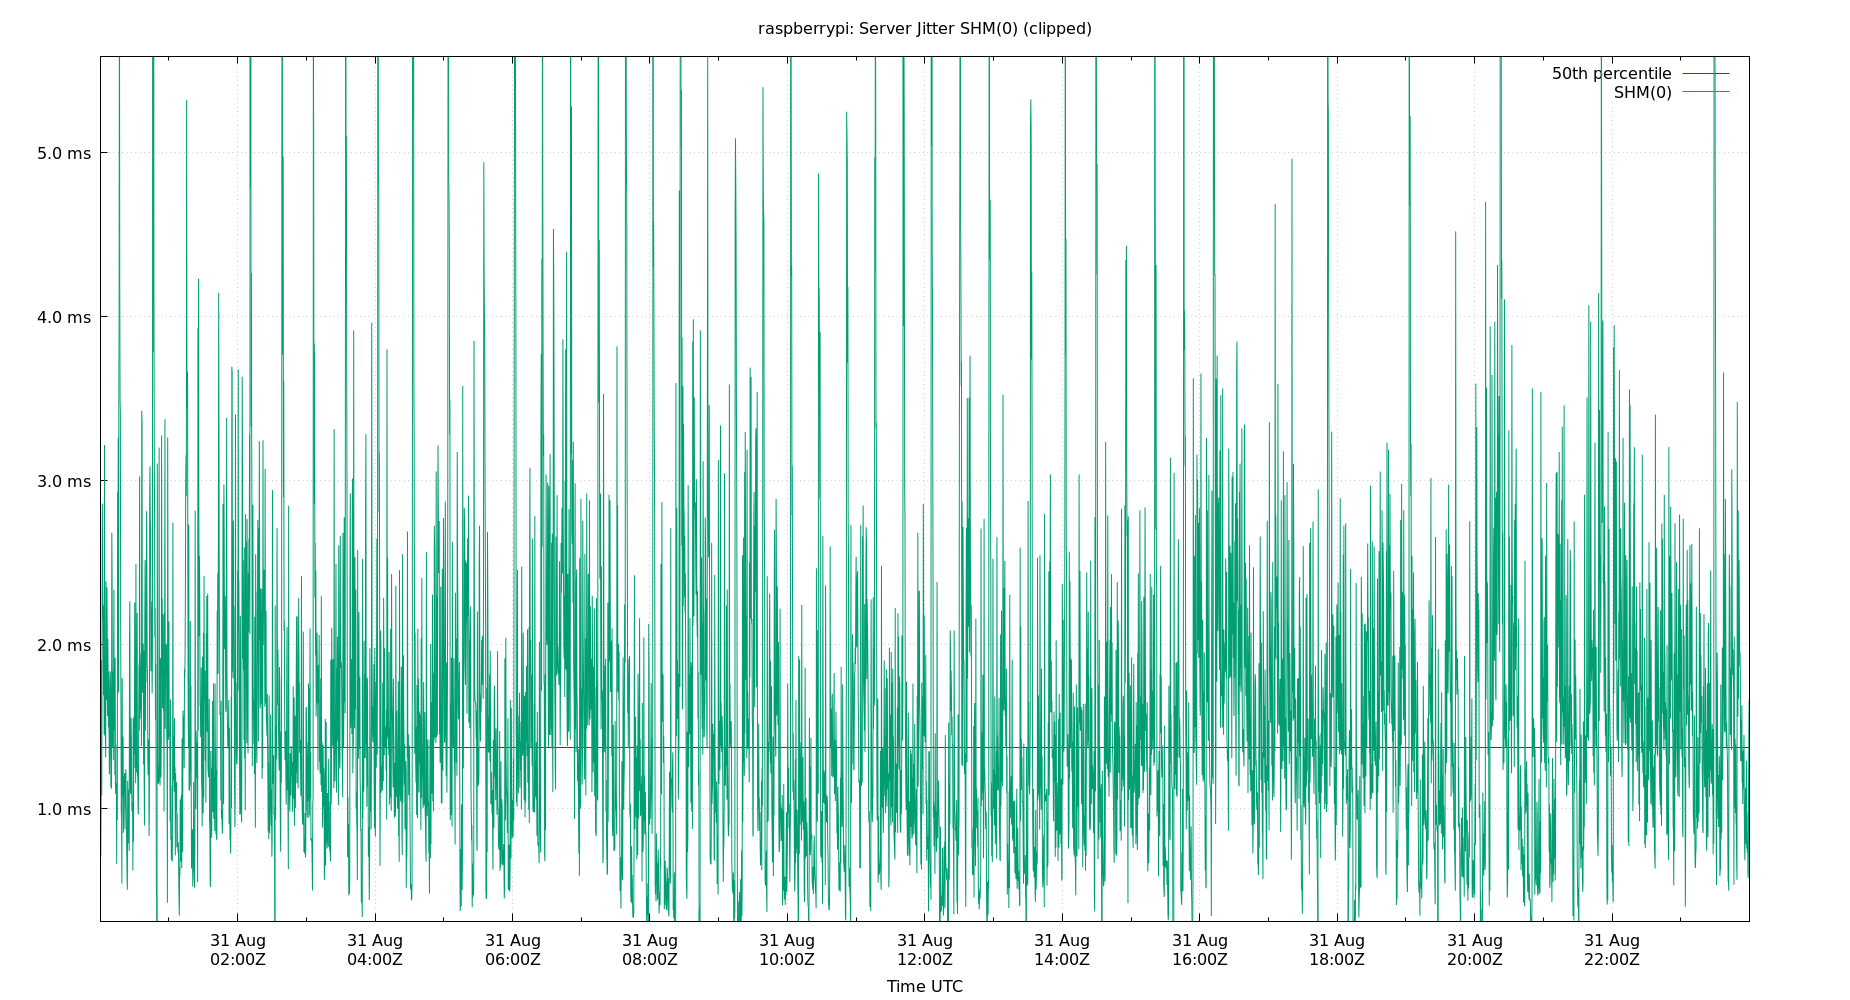 raspberrypi: Server Jitter SHM(0) (clipped)
50th percentile
SHM(0)
5.0 ms
4.0 ms
3.0 ms
2.0 ms
1.0 ms
31 Aug 31 Aug 31 Aug 31 Aug 31 Aug 31 Aug 31 Aug 31 Aug 31 Aug 31 Aug 31 Aug
02:00Z 04:00Z 06:00Z 08:00Z 10:00Z 12:00Z 14:00Z 16:00Z 18:00Z 20:00Z 22:00Z
Time UTC